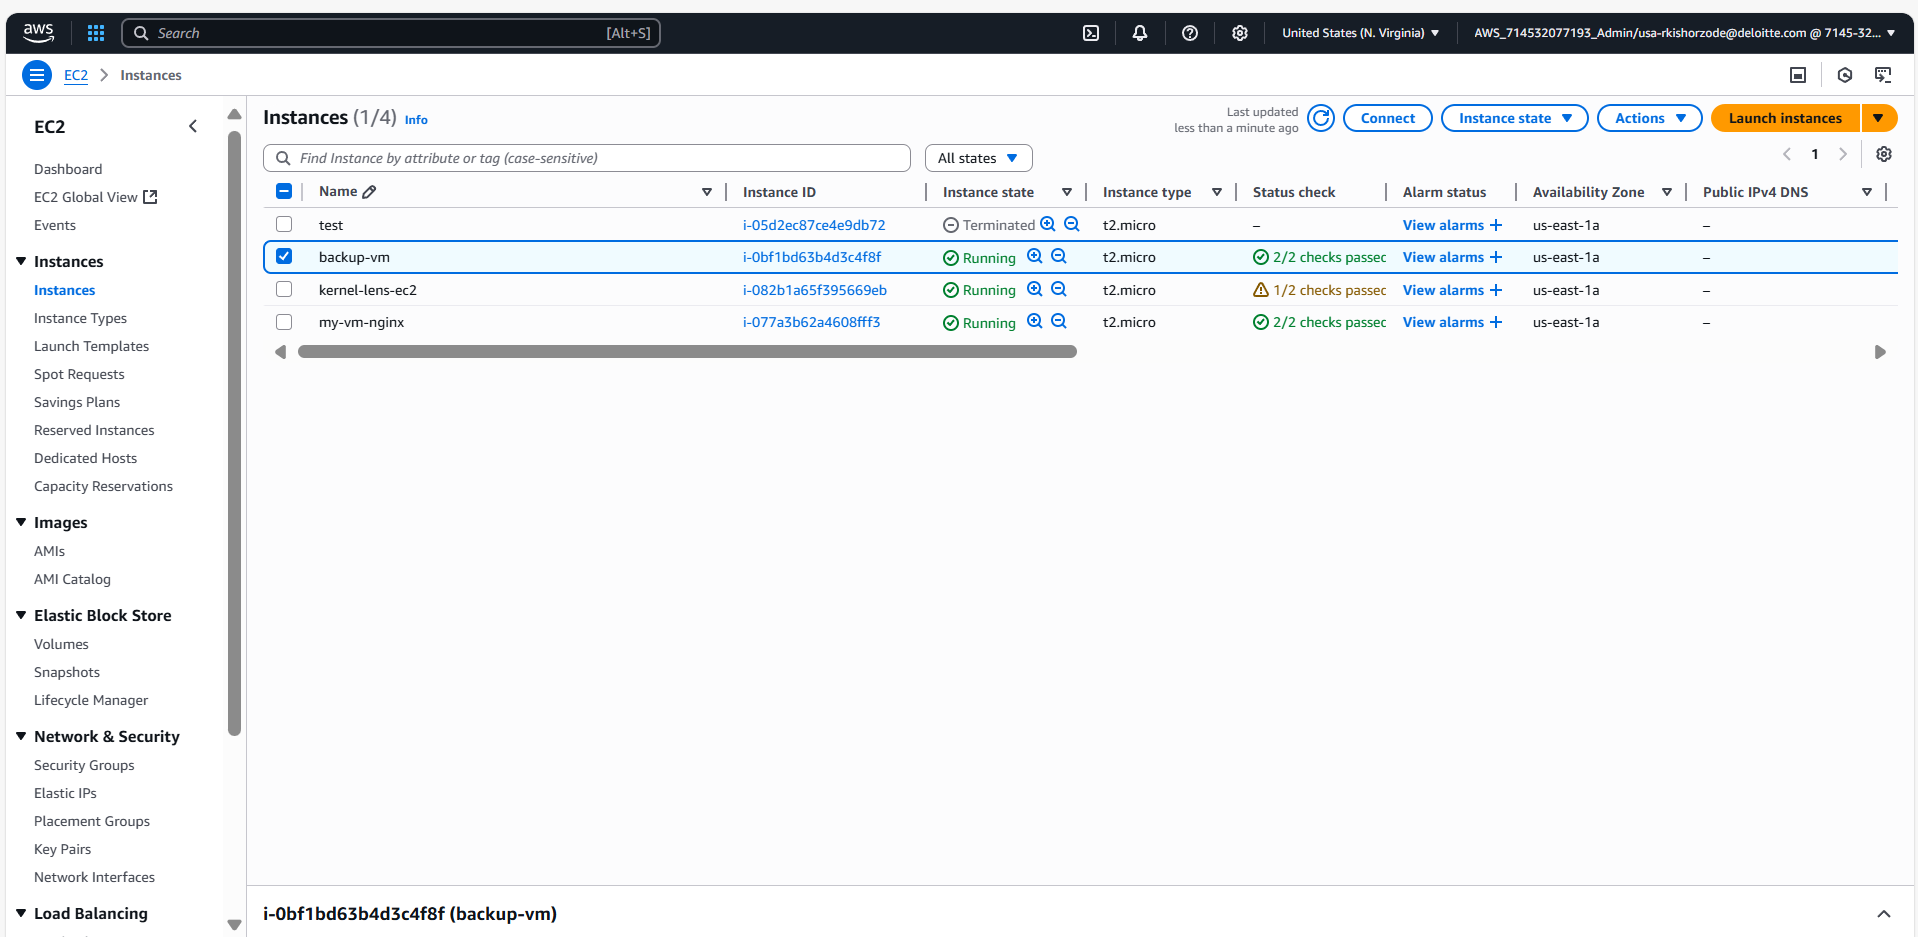 aws
Search [Alt+S]
United States (N. Virginia)
AWS_714532077193_Admin/usa-rkishorzode@deloitte.com @ 7145-32...
EC2 > Instances
EC2
Dashboard
EC2 Global View
Events
Instances
Instances
Instance Types
Launch Templates
Spot Requests
Savings Plans
Reserved Instances
Dedicated Hosts
Capacity Reservations
Images
AMIs
AMI Catalog
Elastic Block Store
Volumes
Snapshots
Lifecycle Manager
Network & Security
Security Groups
Elastic IPs
Placement Groups
Key Pairs
Network Interfaces
Load Balancing
Instances (1/4) Info
Last updated
less than a minute ago
Connect
Instance state
Actions
Launch instances
Find Instance by attribute or tag (case-sensitive)
All states
1
Name Instance ID Instance state Instance type Status check Alarm status Availability Zone Public IPv4 DNS
test i-05d2ec87ce4e9db72 Terminated t2.micro – View alarms + us-east-1a –
backup-vm i-0bf1bd63b4d3c4f8f Running t2.micro 2/2 checks passed View alarms + us-east-1a –
kernel-lens-ec2 i-082b1a65f395669eb Running t2.micro 1/2 checks passed View alarms + us-east-1a –
my-vm-nginx i-077a3b62a4608fff3 Running t2.micro 2/2 checks passed View alarms + us-east-1a –
i-0bf1bd63b4d3c4f8f (backup-vm)